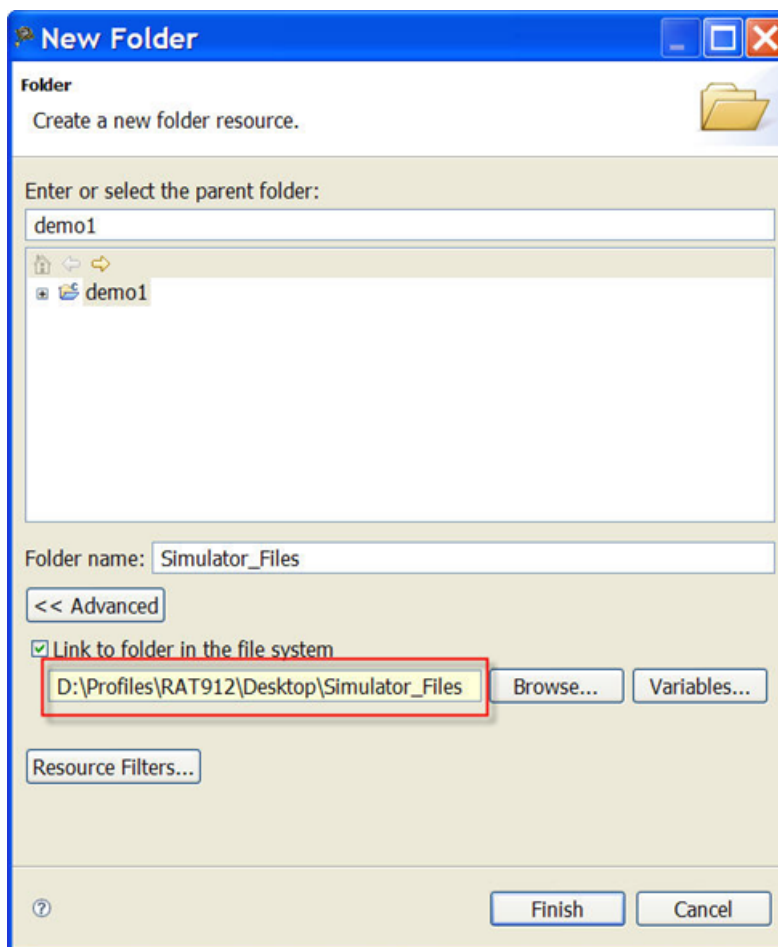 New Folder
Folder
Create a new folder resource.
Enter or select the parent folder:
demo1
demo1
Folder name: Simulator_Files
<< Advanced
Link to folder in the file system
D:\Profiles\RAT912\Desktop\Simulator_Files Browse... Variables...
Resource Filters...
? Finish Cancel